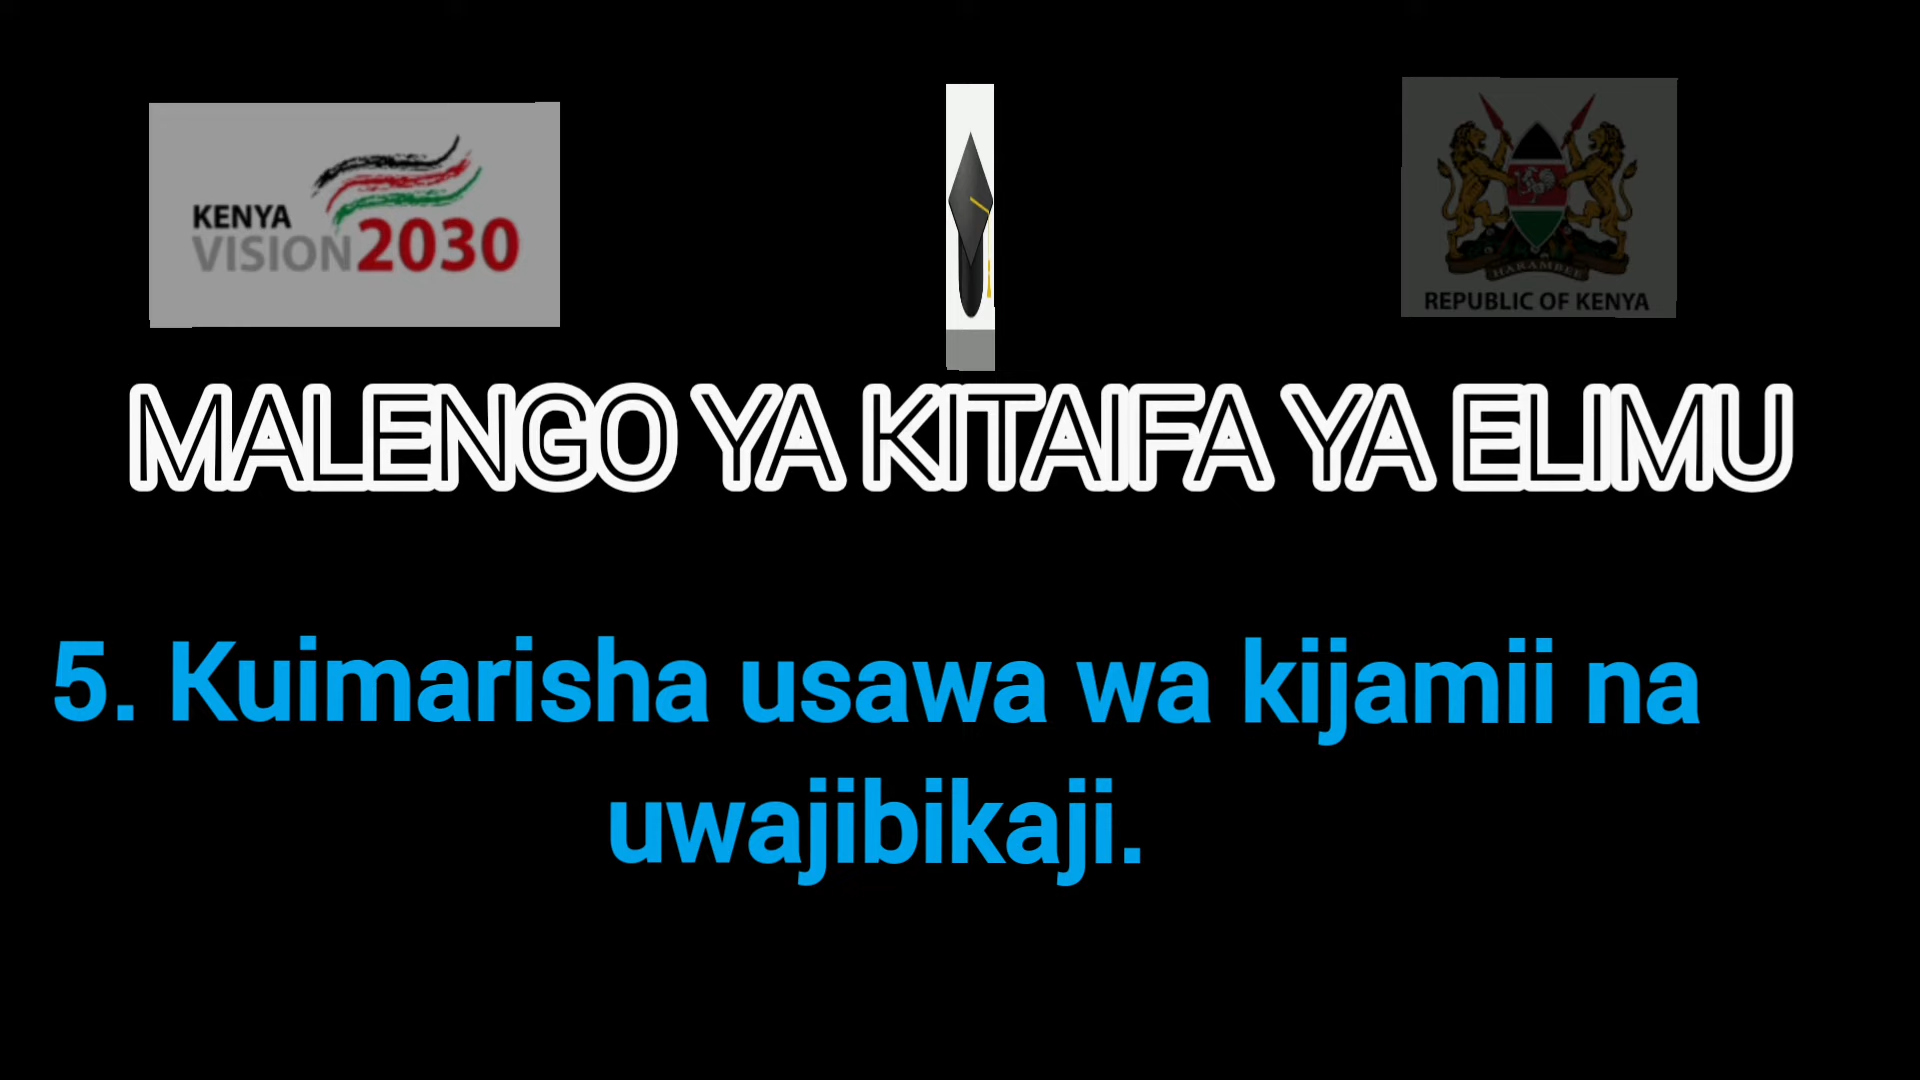 KENYA
VISION2030
HARAMBEE
REPUBLIC OF KENYA
MALENGO YA KITAIFA YA ELIMU
5. Kuimarisha usawa wa kijamii na
uwajibikaji.